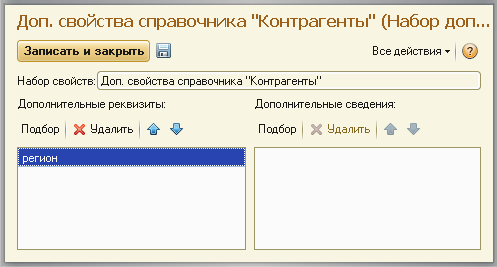 Доп. свойства справочника "Контрагенты" (Набор доп...
Записать и закрыть
Все действия
Набор свойств: Доп. свойства справочника "Контрагенты"
Дополнительные реквизиты: Дополнительные сведения:
Подбор Удалить Подбор Удалить
регион